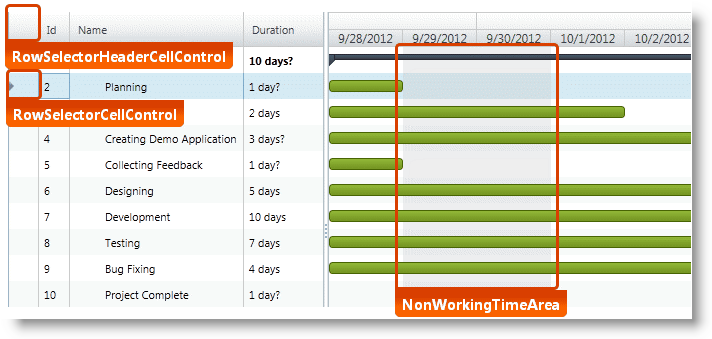 Id Name Duration 9/28/2012 9/29/2012 9/30/2012 10/1/2012 10/2/2012
RowSelectorHeaderCellControl 10 days?
2 Planning 1 day?
RowSelectorCellControl 2 days
4 Creating Demo Application 3 days?
5 Collecting Feedback 1 day?
6 Designing 5 days
7 Development 10 days
8 Testing 7 days
9 Bug Fixing 4 days
10 Project Complete 1 day?
NonWorkingTimeArea